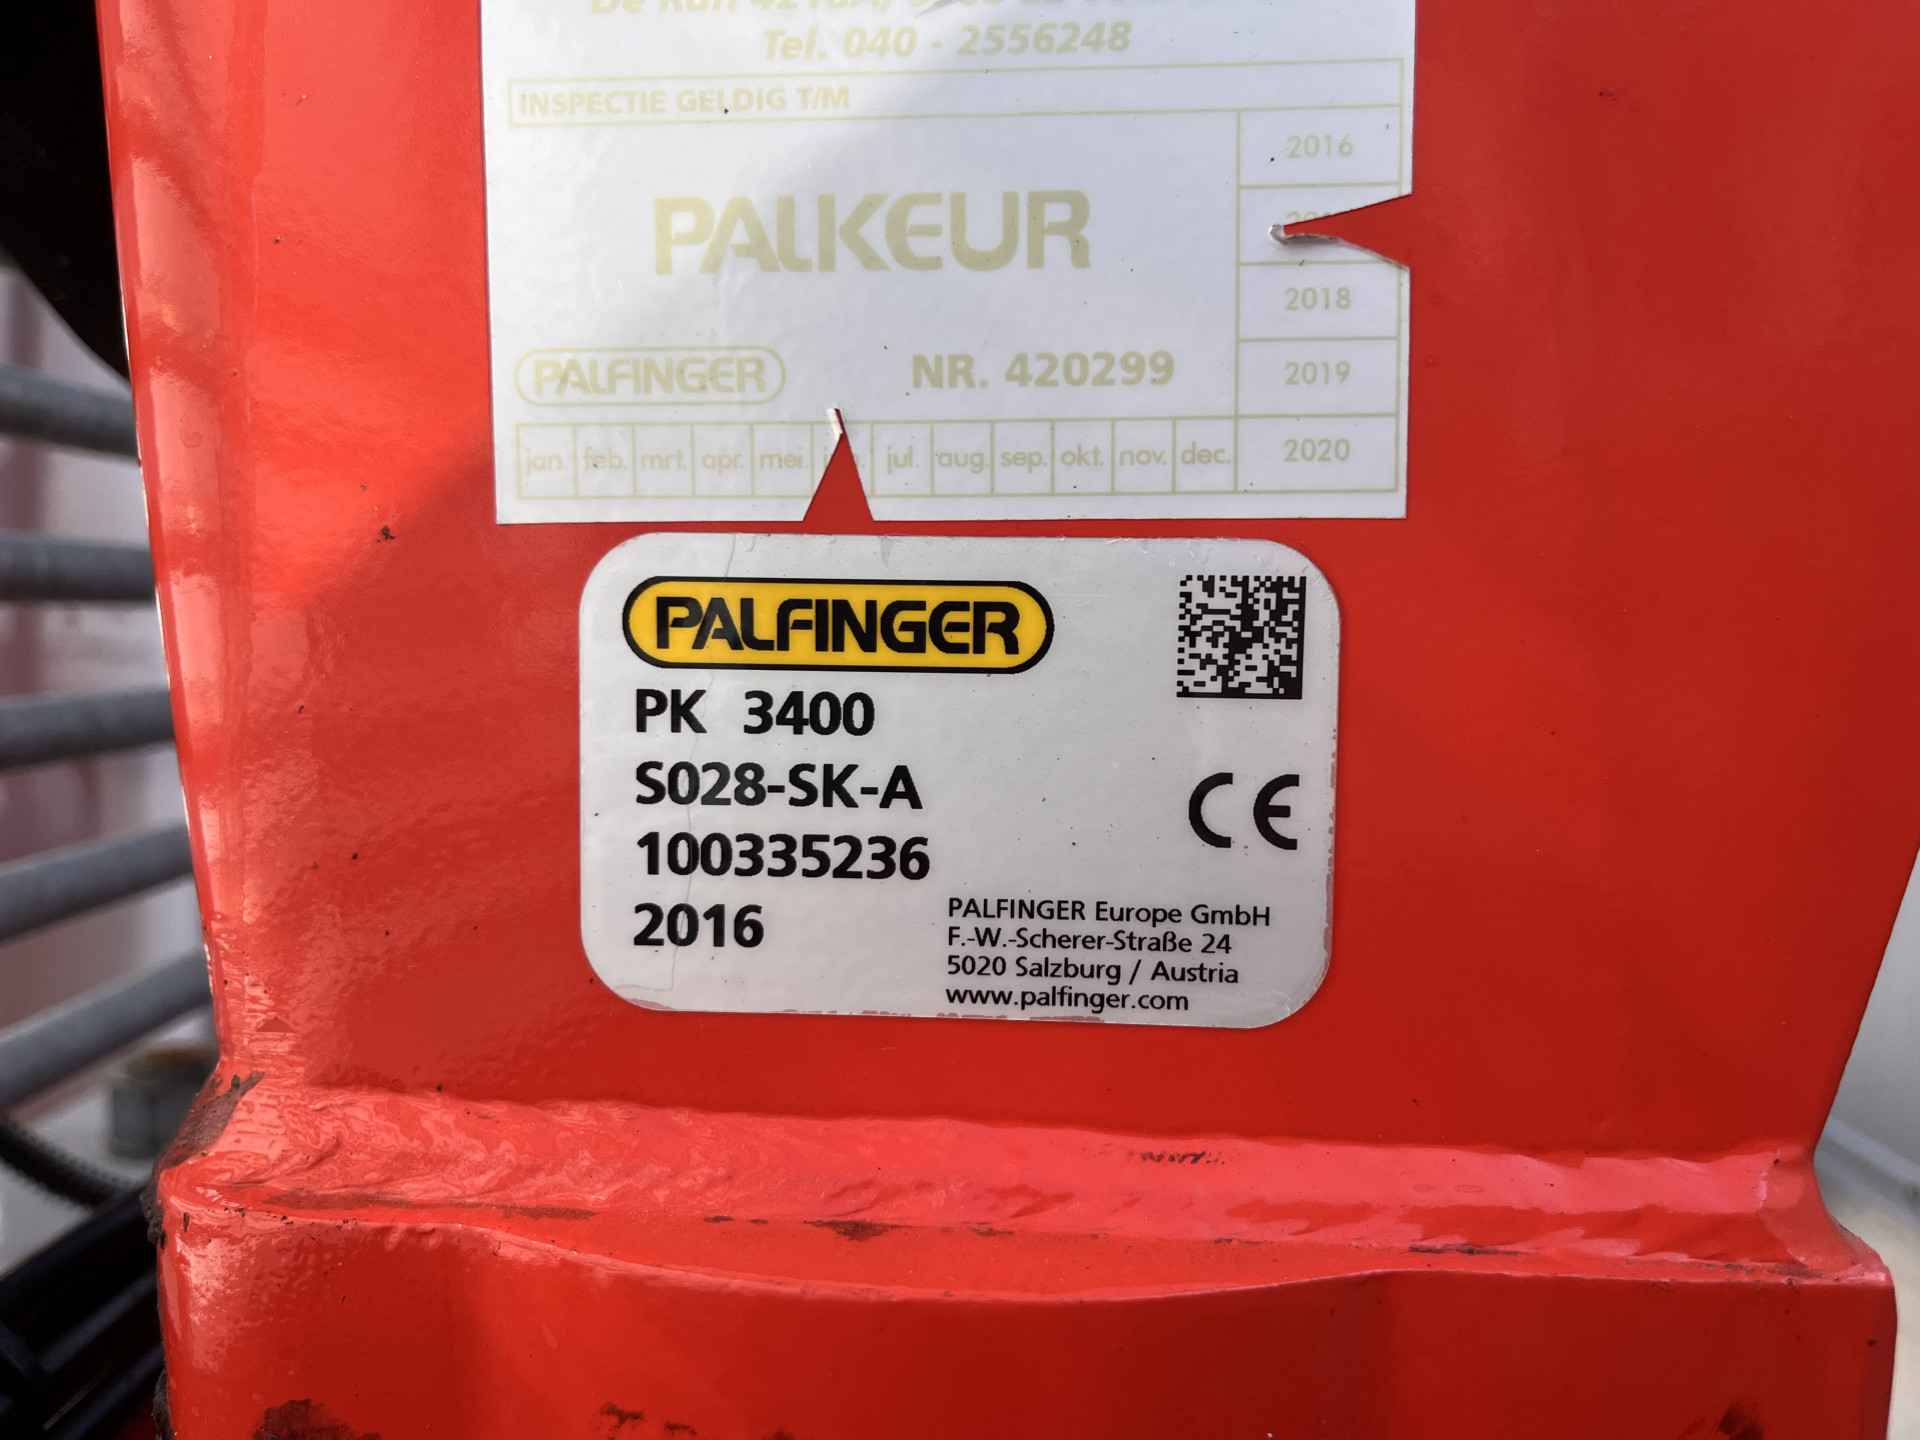 Tel. 040 - 2556248
INSPECTIE GELDIG T/M
PALKEUR
2016
2018
2019
2020
PALFINGER NR. 420299
jan. feb. mrt. apr. mei. jul. aug. sep. okt. nov. dec.
PALFINGER
PK 3400
S028-SK-A
100335236
2016
CE
PALFINGER Europe GmbH
F.-W.-Scherer-Straße 24
5020 Salzburg / Austria
www.palfinger.com